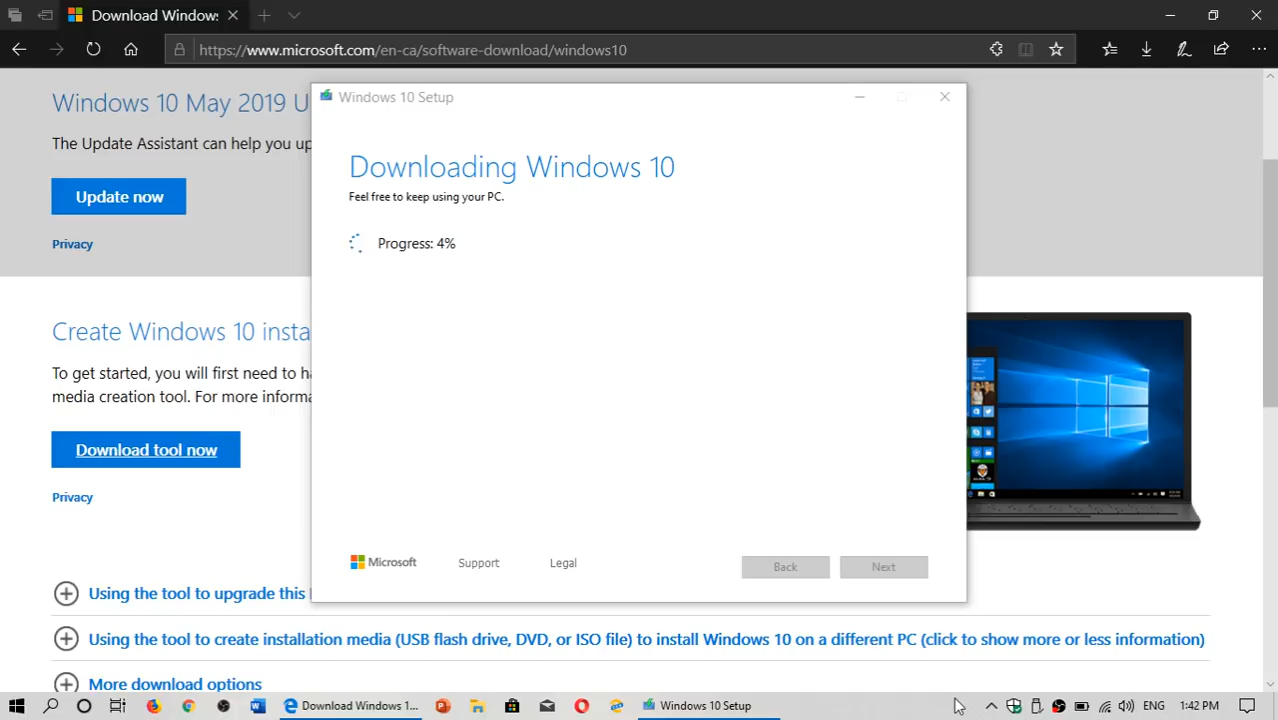 Download Window:
https://www.microsoft.com/en-ca/software-download/windows10
Windows 10 May 2019 U
The Update Assistant can help you up
Update now
Privacy
Create Windows 10 insta
To get started, you will first need to ha
media creation tool. For more informa
Download tool now
Privacy
Windows 10 Setup
Downloading Windows 10
Feel free to keep using your PC.
Progress: 4%
Microsoft
Support
Legal
Back
Next
Using the tool to upgrade this
Using the tool to create installation media (USB flash drive, DVD, or ISO file) to install Windows 10 on a different PC (click to show more or less information)
More download options
Download Windows 1...
Windows 10 Setup
ENG
1:42 PM